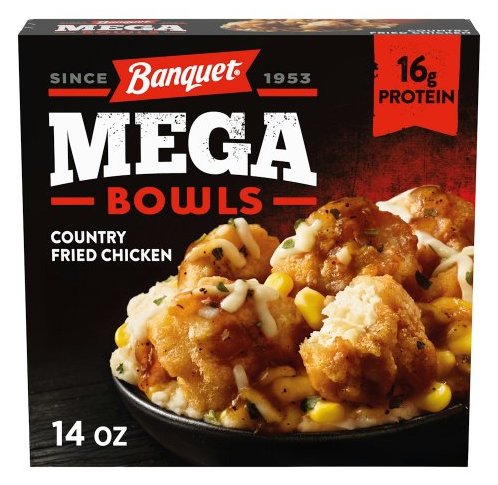 SINCE Banquet® 1953
MEGA
BOWLS
COUNTRY
FRIED CHICKEN
16g
PROTEIN
14 oz